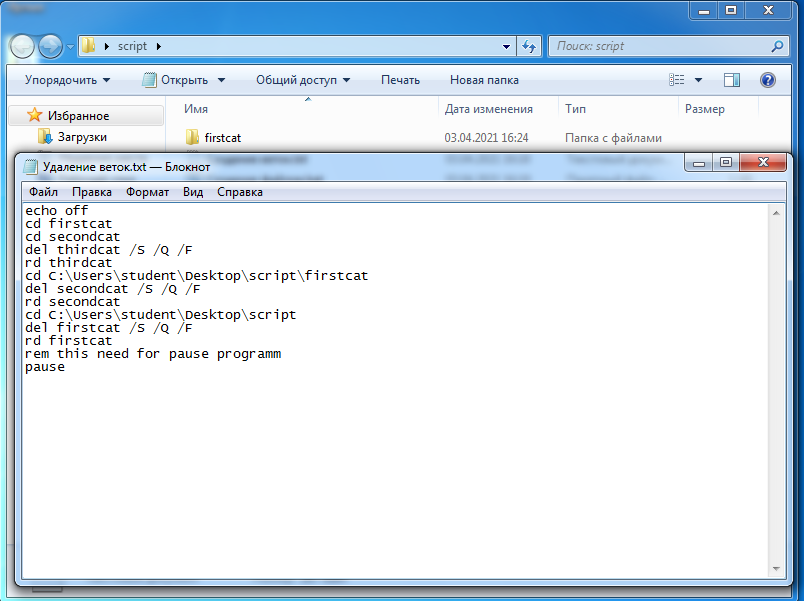 script
Поиск: script
Упорядочить Открыть Общий доступ Печать Новая папка
Избранное
Загрузки
Имя Дата изменения Тип Размер
firstcat 03.04.2021 16:24 Папка с файлами
Удаление веток.txt — Блокнот
Файл Правка Формат Вид Справка
echo off
cd firstcat
cd secondcat
del thirdcat /S /Q /F
rd thirdcat
cd C:\Users\student\Desktop\script\firstcat
del secondcat /S /Q /F
rd secondcat
cd C:\Users\student\Desktop\script
del firstcat /S /Q /F
rd firstcat
rem this need for pause programm
pause